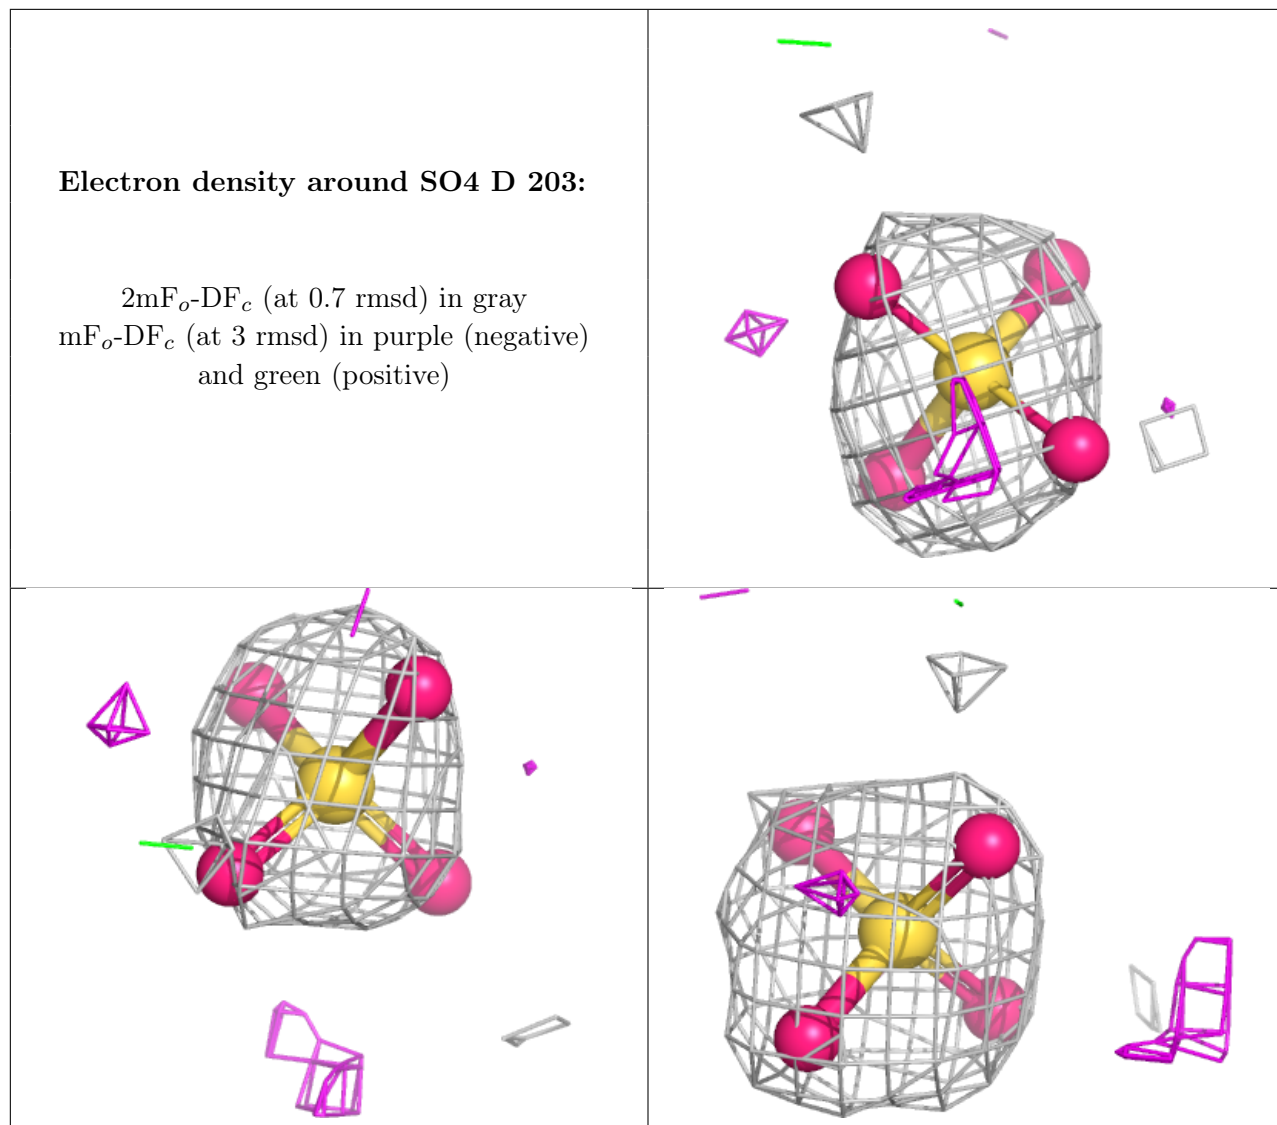 Electron density around SO4 D 203:
2mFo-DFc (at 0.7 rmsd) in gray
mFo-DFc (at 3 rmsd) in purple (negative)
and green (positive)